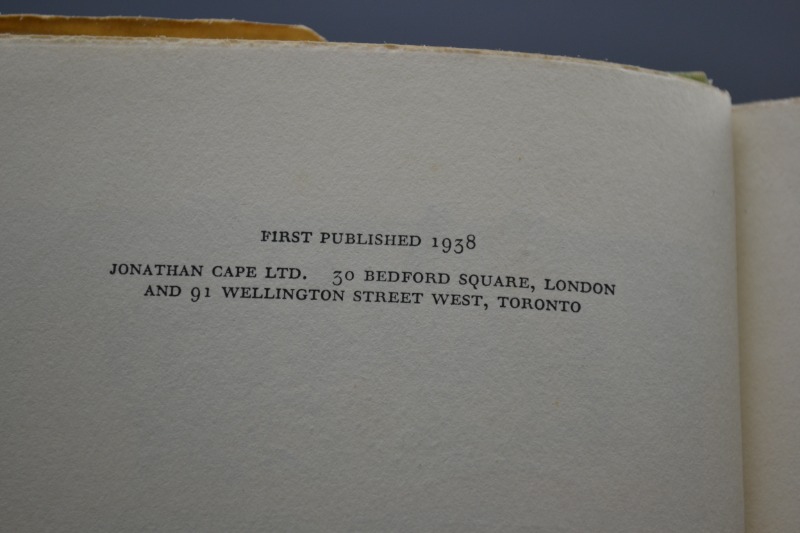 FIRST PUBLISHED 1938
JONATHAN CAPE LTD. 30 BEDFORD SQUARE, LONDON
AND 91 WELLINGTON STREET WEST, TORONTO